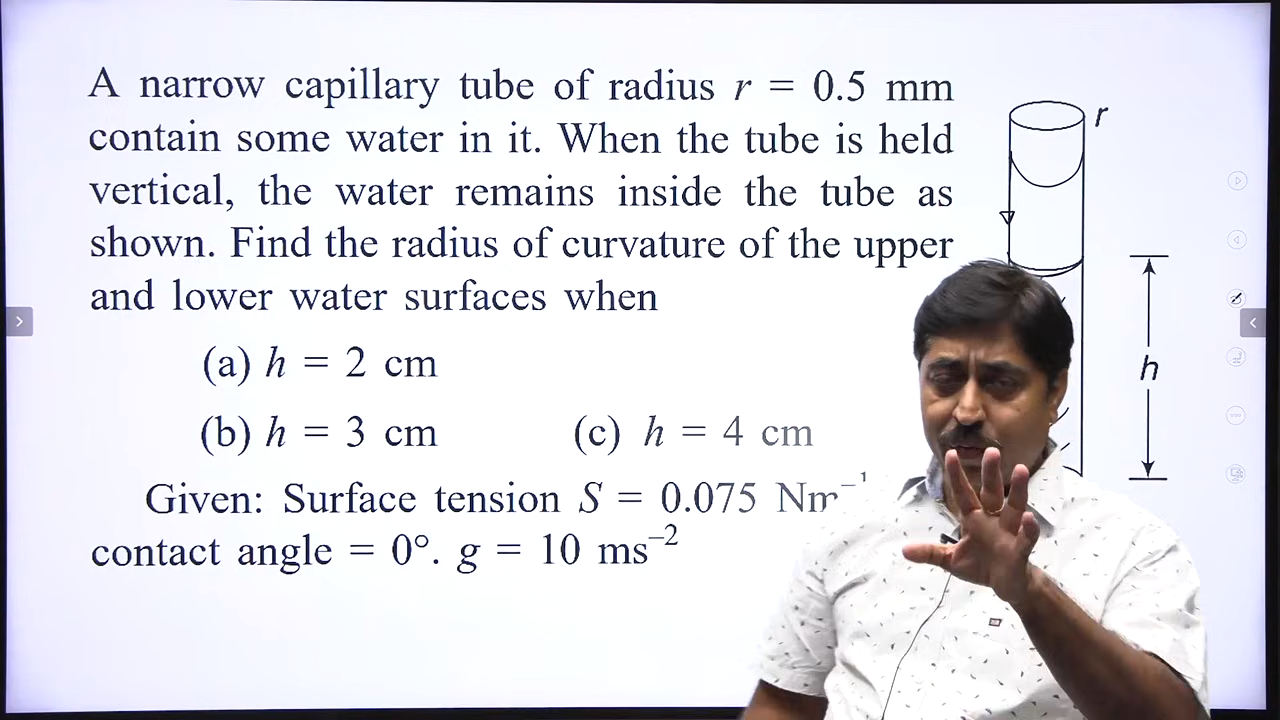 A narrow capillary tube of radius r = 0.5 mm
contain some water in it. When the tube is held
vertical, the water remains inside the tube as
shown. Find the radius of curvature of the upper
and lower water surfaces when
(a) h = 2 cm
(b) h = 3 cm (c) h = 4 cm
Given: Surface tension S = 0.075 Nm⁻¹
contact angle = 0°. g = 10 ms⁻²
r
h